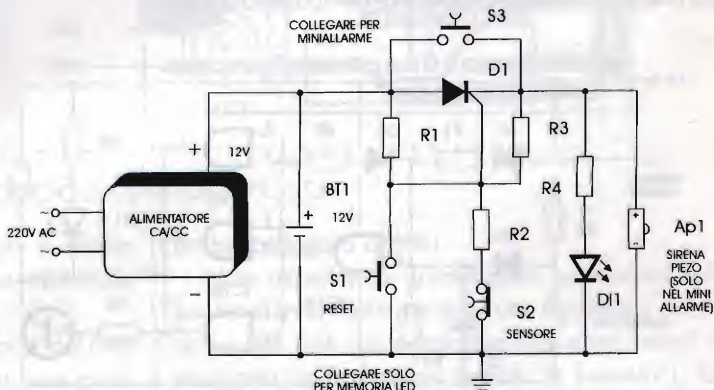 COLLEGARE PER
MINIALLARME
S3
D1
R1
R3
+ 12V
BT1
+
12V
R4
ALIMENTATORE
CA/CC
220V AC
~
~
R2
+
Ap1
SIRENA
PIEZO
(SOLO
NEL MINI
ALLARME)
S1
RESET
S2
SENSORE
Dl1
-
COLLEGARE SOLO
PER MEMORIA LED